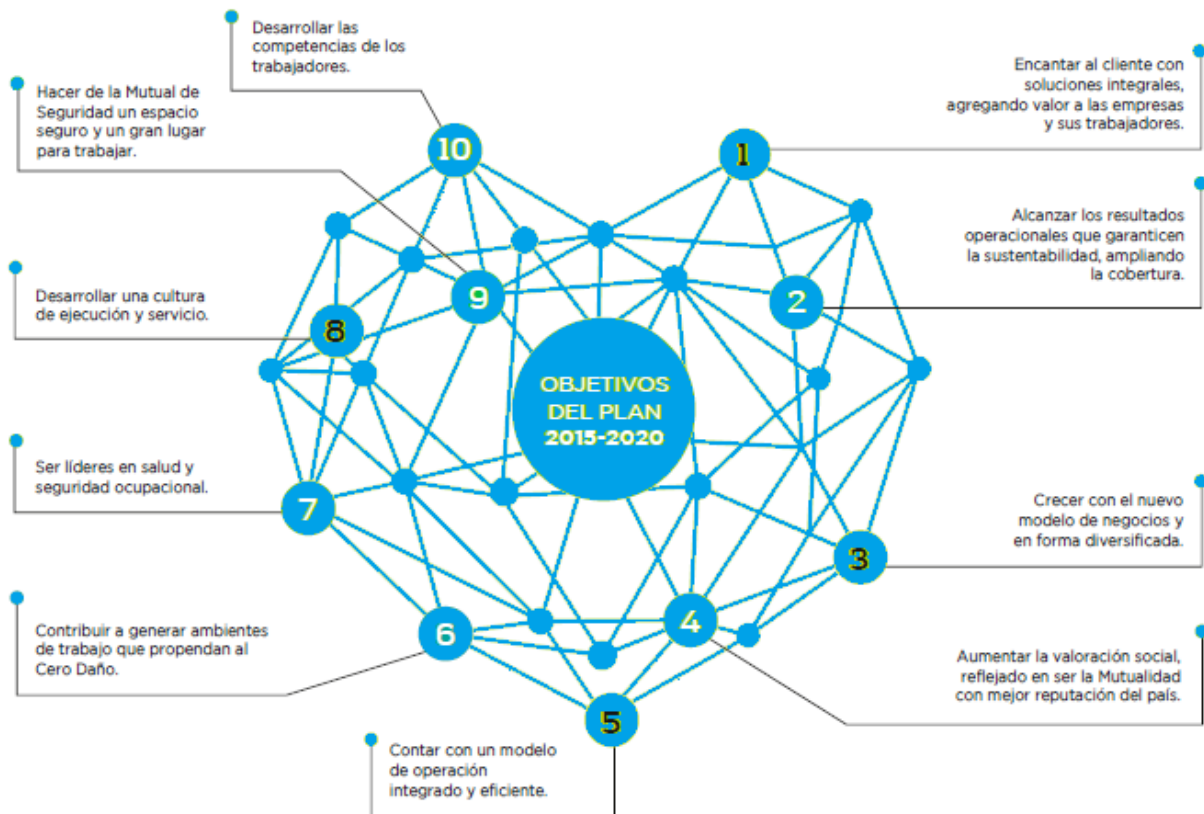 Desarrollar las
competencias de los
trabajadores.
Hacer de la Mutual de
Seguridad un espacio
seguro y un gran lugar
para trabajar.
Desarrollar una cultura
de ejecución y servicio.
Ser líderes en salud y
seguridad ocupacional.
Contribuir a generar ambientes
de trabajo que propendan al
Cero Daño.
Contar con un modelo
de operación
integrado y eficiente.
10
1
9
2
8
OBJETIVOS
DEL PLAN
2015-2020
7
3
6
4
5
Encantar al cliente con
soluciones integrales,
agregando valor a las empresas
y sus trabajadores.
Alcanzar los resultados
operacionales que garanticen
la sustentabilidad, ampliando
la cobertura.
Crecer con el nuevo
modelo de negocios y
en forma diversificada.
Aumentar la valoración social,
reflejado en ser la Mutualidad
con mejor reputación del país.